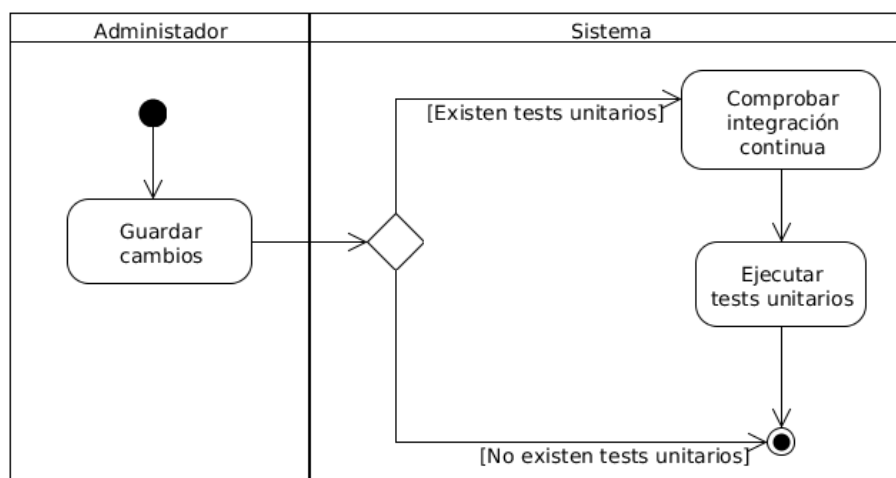 Administador
Sistema
[Existen tests unitarios]
Comprobar
integración
continua
Guardar
cambios
Ejecutar
tests unitarios
[No existen tests unitarios]